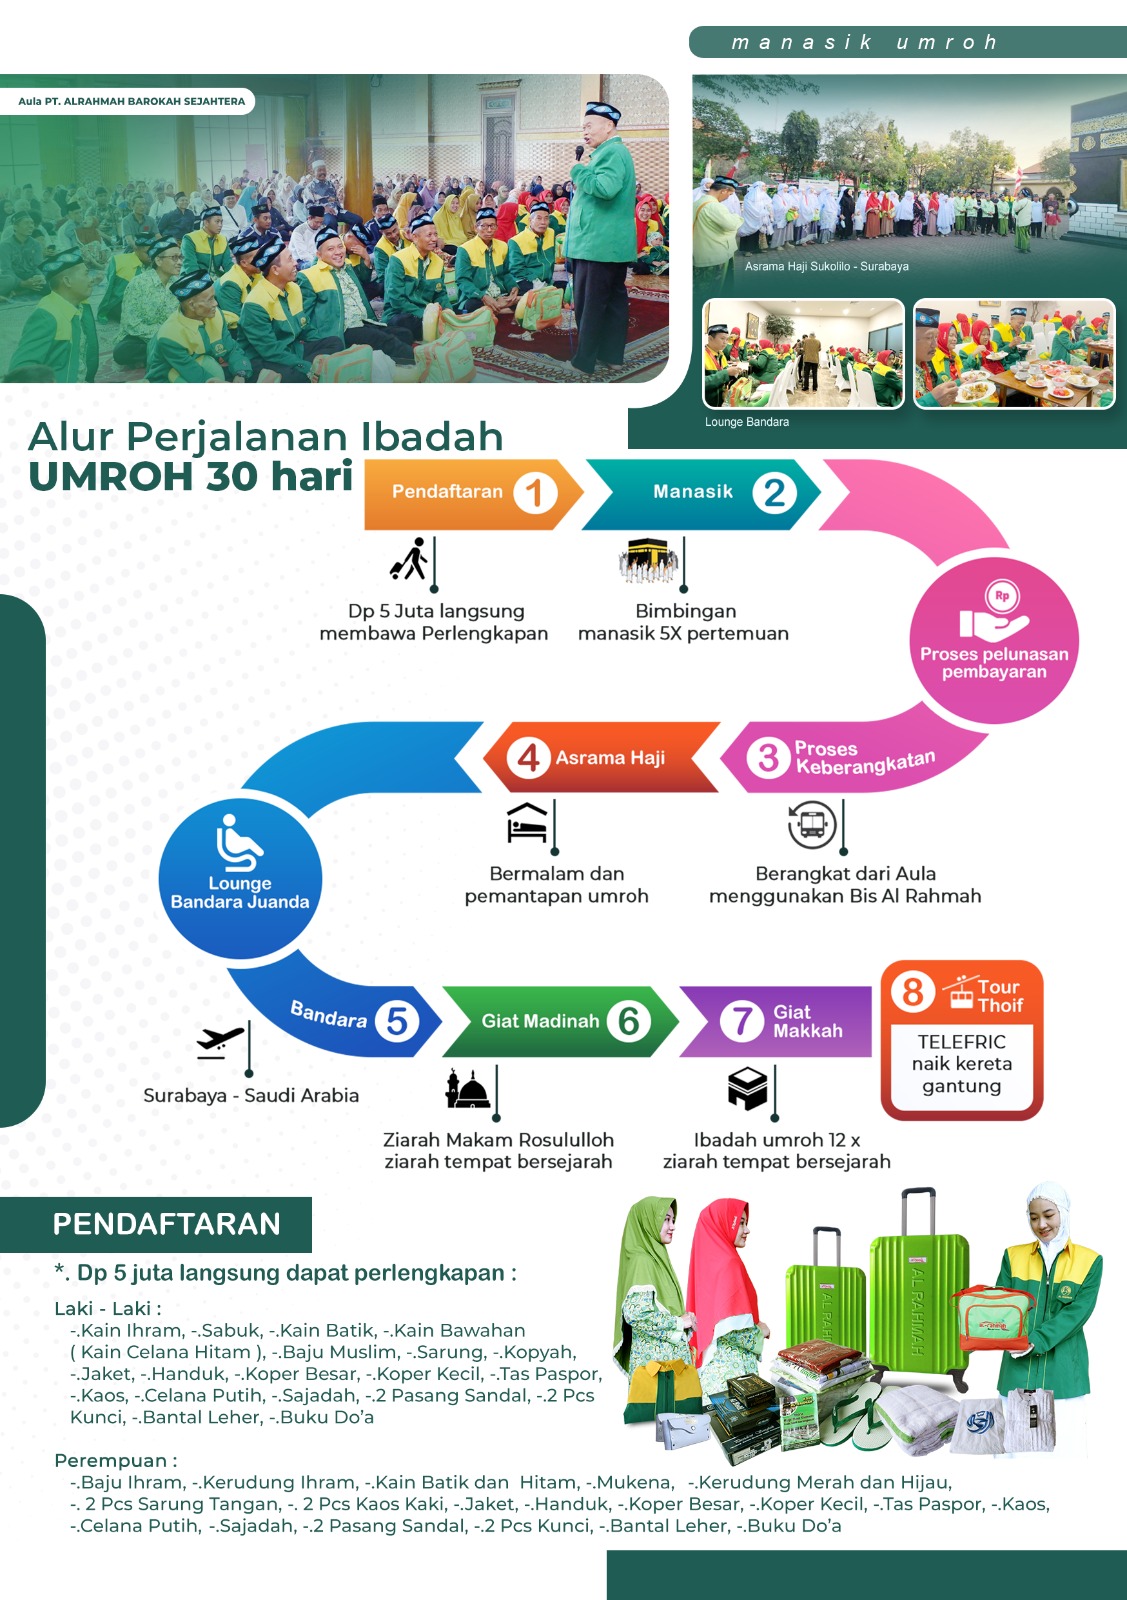 manasik umroh
Aula PT. ALRAHMAH BAROKAH SEJAHTERA
Asrama Haji Sukolilo - Surabaya
Lounge Bandara
Alur Perjalanan Ibadah
UMROH 30 hari
Pendaftaran 1
Manasik 2
Dp 5 Juta langsung
membawa Perlengkapan
Bimbingan
manasik 5X pertemuan
Rp
Proses pelunasan
pembayaran
3 Proses
Keberangkatan
Berangkat dari Aula
menggunakan Bis Al Rahmah
4 Asrama Haji
Bermalam dan
pemantapan umroh
Lounge
Bandara Juanda
Bandara 5
Surabaya - Saudi Arabia
Giat Madinah 6
Ziarah Makam Rosululloh
ziarah tempat bersejarah
7 Giat
Makkah
Ibadah umroh 12 x
ziarah tempat bersejarah
8 Tour
Thoif
TELEFRIC
naik kereta
gantung
PENDAFTARAN
*. Dp 5 juta langsung dapat perlengkapan :
Laki - Laki :
-.Kain Ihram, -.Sabuk, -.Kain Batik, -.Kain Bawahan
( Kain Celana Hitam ), -.Baju Muslim, -.Sarung, -.Kopyah,
-.Jaket, -.Handuk, -.Koper Besar, -.Koper Kecil, -.Tas Paspor,
-.Kaos, -.Celana Putih, -.Sajadah, -.2 Pasang Sandal, -.2 Pcs
Kunci, -.Bantal Leher, -.Buku Do'a
AL RAHMAH
AL RAHMAH
Perempuan :
-.Baju Ihram, -.Kerudung Ihram, -.Kain Batik dan Hitam, -.Mukena, -.Kerudung Merah dan Hijau,
-. 2 Pcs Sarung Tangan, -. 2 Pcs Kaos Kaki, -.Jaket, -.Handuk, -.Koper Besar, -.Koper Kecil, -.Tas Paspor, -.Kaos,
-.Celana Putih, -.Sajadah, -.2 Pasang Sandal, -.2 Pcs Kunci, -.Bantal Leher, -.Buku Do'a